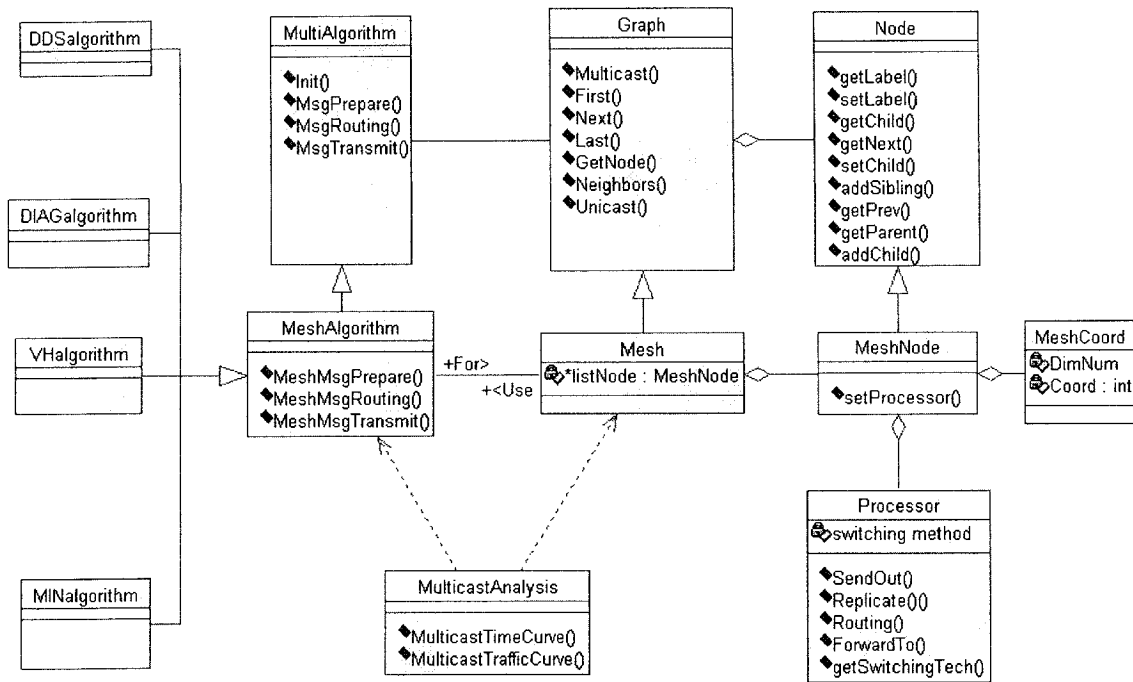 DDSalgorithm
DIAGalgorithm
VHalgorithm
MINalgorithm
MultiAlgorithm
Init()
MsgPrepare()
MsgRouting()
MsgTransmit()
Graph
Multicast()
First()
Next()
Last()
GetNode()
Neighbors()
Unicast()
Node
getLabel()
setLabel()
getChild()
getNext()
setChild()
addSibling()
getPrev()
getParent()
addChild()
MeshAlgorithm
MeshMsgPrepare()
MeshMsgRouting()
MeshMsgTransmit()
+For>
+<Use
Mesh
*listNode : MeshNode
MeshNode
setProcessor()
MeshCoord
DimNum
Coord : int
MulticastAnalysis
MulticastTimeCurve()
MulticastTrafficCurve()
Processor
switching method
SendOut()
Replicate()()
Routing()
ForwardTo()
getSwitchingTech()